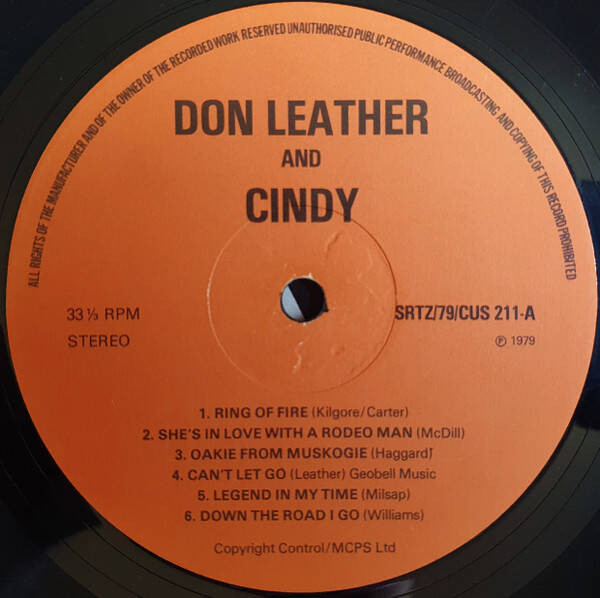 ALL RIGHTS OF THE MANUFACTURER AND OF THE OWNER OF THE RECORDED WORK RESERVED UNAUTHORISED PUBLIC PERFORMANCE BROADCASTING AND COPYING OF THIS RECORD PROHIBITED
DON LEATHER
AND
CINDY
33 ⅓ RPM
STEREO
SRTZ/79/CUS 211-A
℗ 1979
1. RING OF FIRE (Kilgore/Carter)
2. SHE'S IN LOVE WITH A RODEO MAN (McDill)
3. OAKIE FROM MUSKOGIE (Haggard)
4. CAN'T LET GO (Leather) Geobell Music
5. LEGEND IN MY TIME (Milsap)
6. DOWN THE ROAD I GO (Williams)
Copyright Control/MCPS Ltd